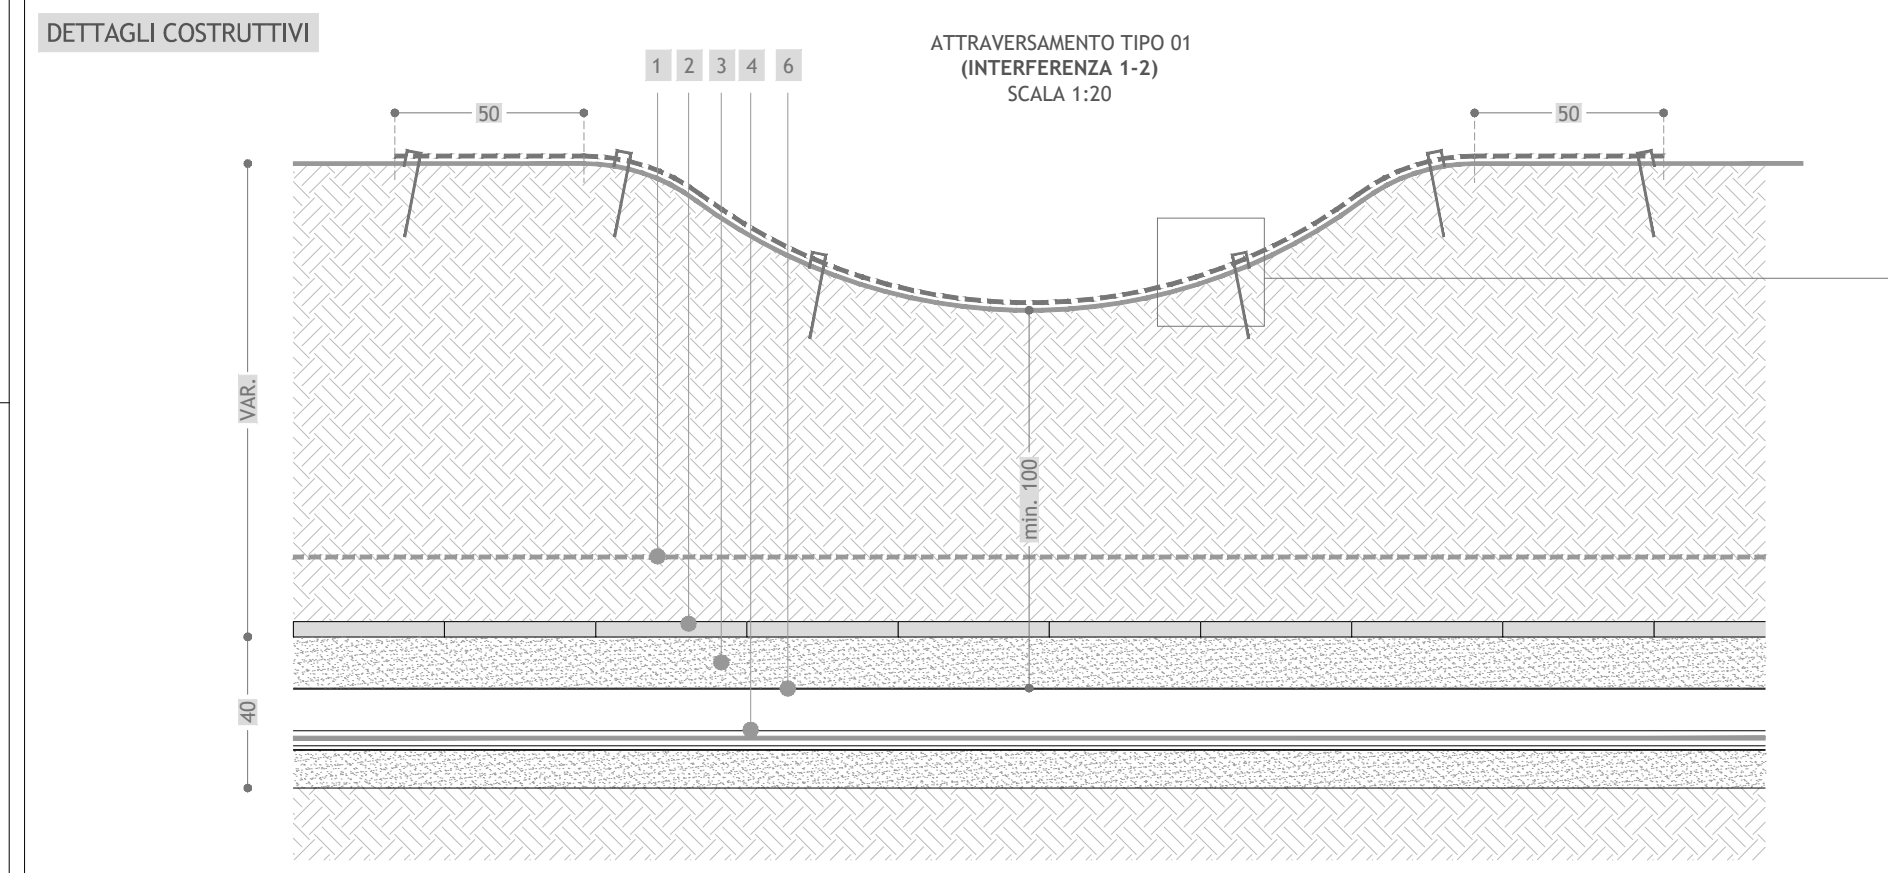 DETTAGLI COSTRUTTIVI
ATTRAVERSAMENTO TIPO 01
(INTERFERENZA 1-2)
SCALA 1:20
1 2 3 4 6
50
50
VAR.
min. 100
40